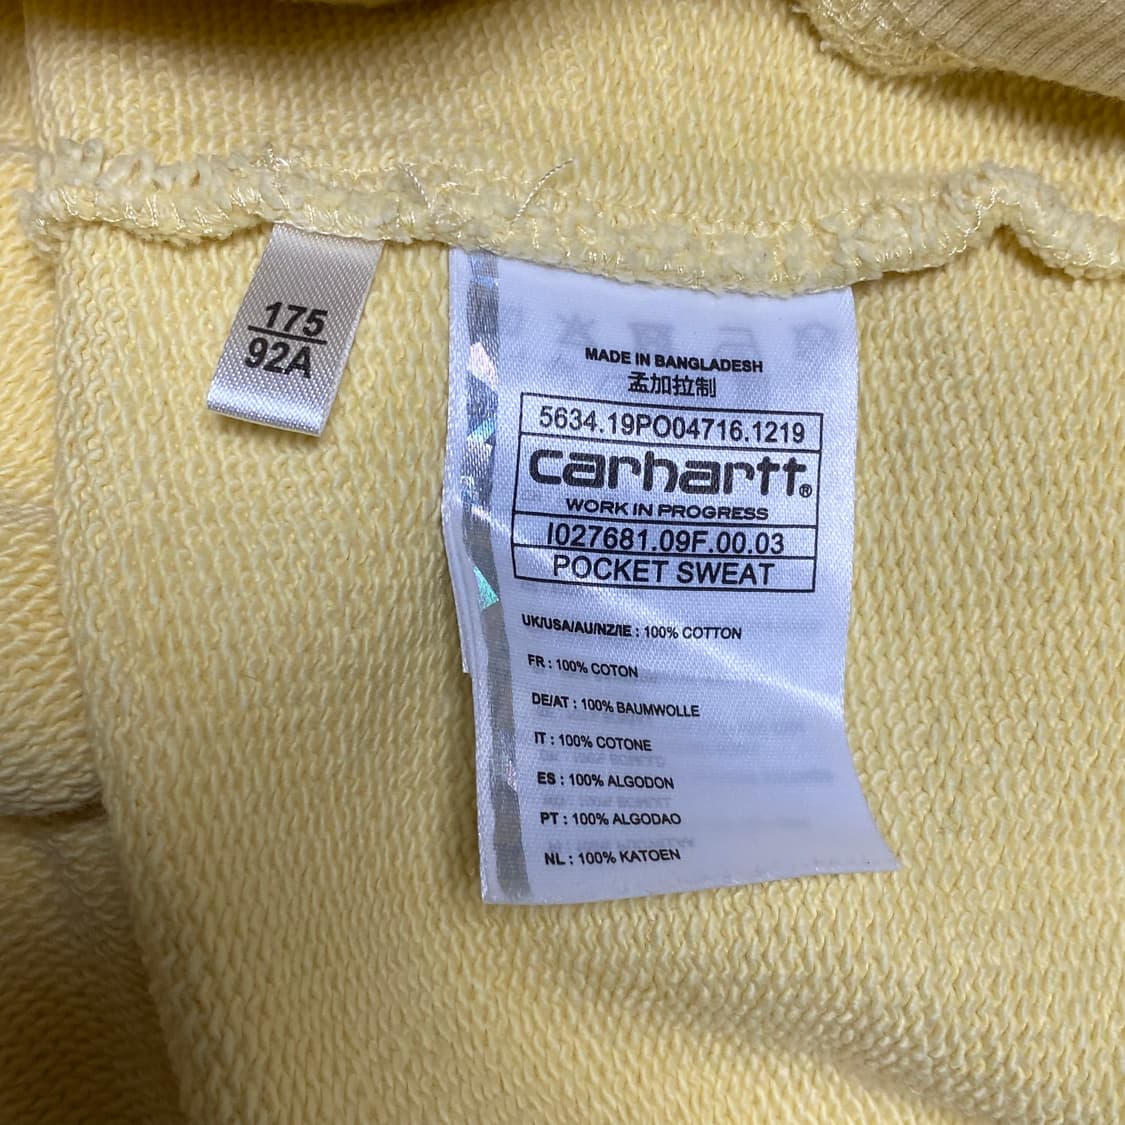 175
92A
MADE IN BANGLADESH
孟加拉制
5634.19PO04716.1219
carhartt®
WORK IN PROGRESS
I027681.09F.00.03
POCKET SWEAT
UK/USA/AU/NZ/IE : 100% COTTON
FR : 100% COTON
DE/AT : 100% BAUMWOLLE
IT : 100% COTONE
ES : 100% ALGODON
PT : 100% ALGODAO
NL : 100% KATOEN